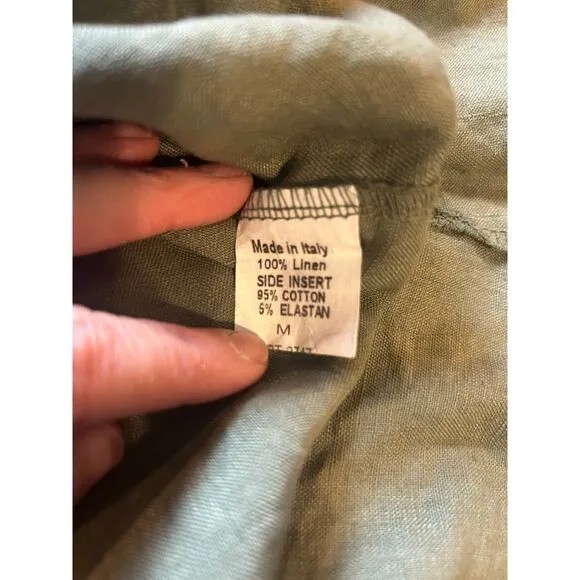 Made in Italy
100% Linen
SIDE INSERT
95% COTTON
5% ELASTAN
M